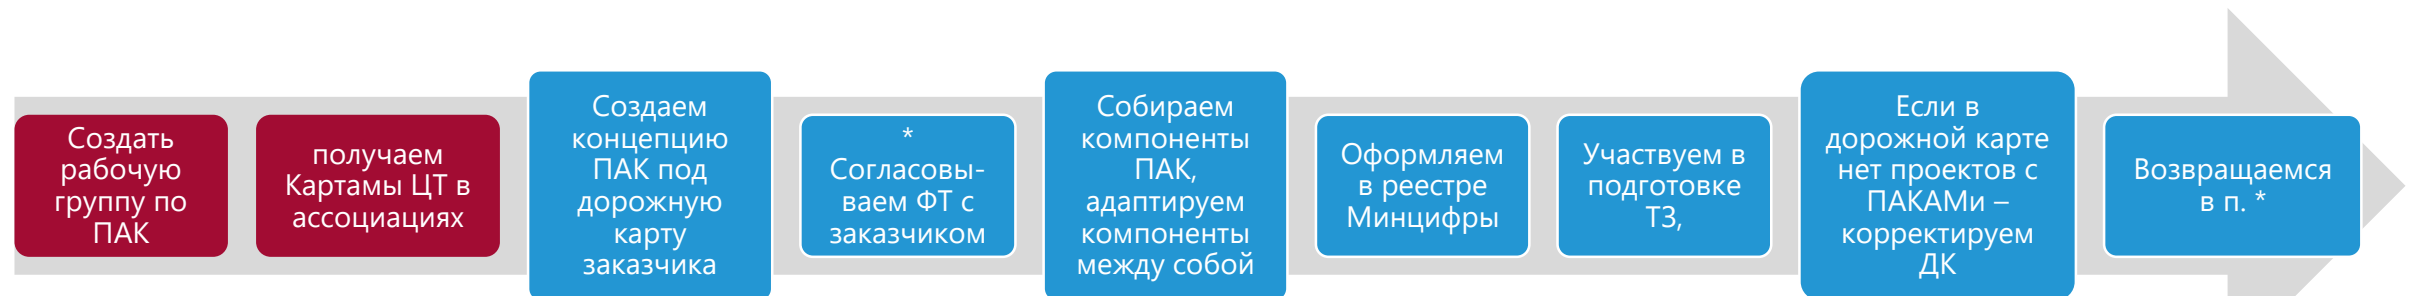 Создать
рабочую
группу по
ПАК
получаем
Картамы ЦТ в
ассоциациях
Создаем
концепцию
ПАК под
дорожную
карту
заказчика
*
Согласовы-
ваем ФТ с
заказчиком
Собираем
компоненты
ПАК,
адаптируем
компоненты
между собой
Оформляем
в реестре
Минцифры
Участвуем в
подготовке
ТЗ,
Если в
дорожной карте
нет проектов с
ПАКАМи –
корректируем
ДК
Возвращаемся
в п. *